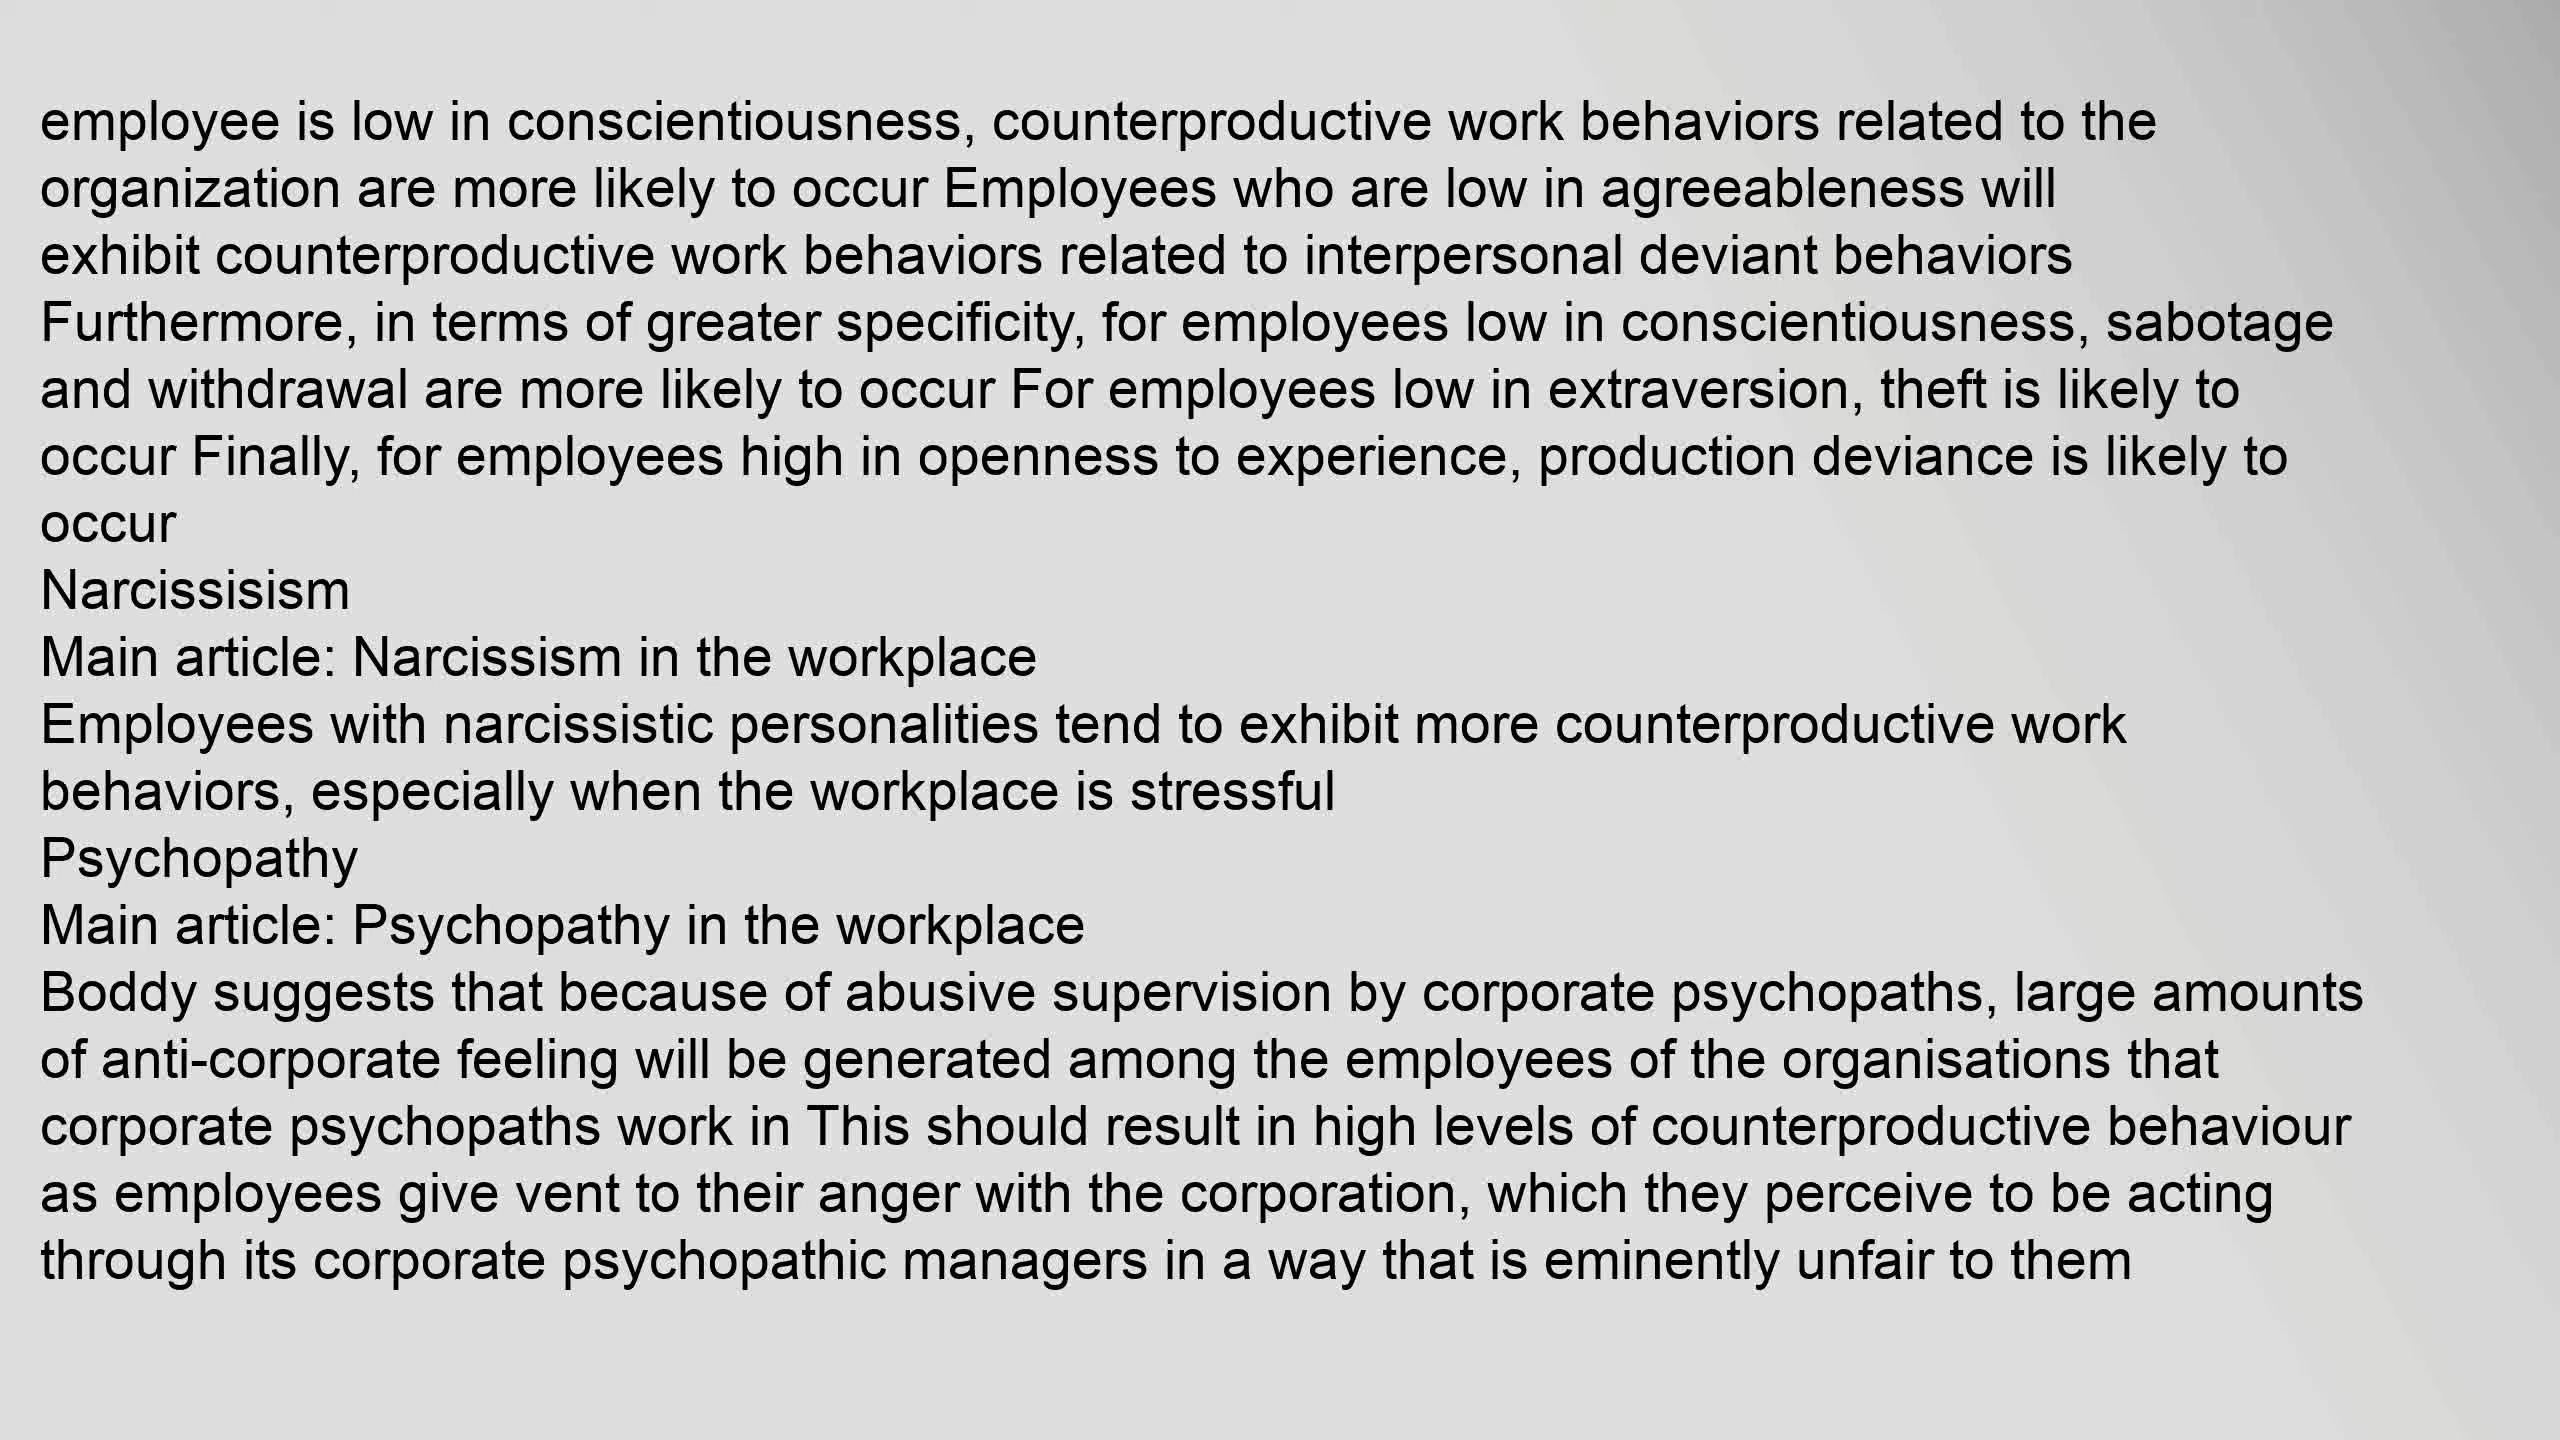 employee is low in conscientiousness, counterproductive work behaviors related to the
organization are more likely to occur Employees who are low in agreeableness will
exhibit counterproductive work behaviors related to interpersonal deviant behaviors
Furthermore, in terms of greater specificity, for employees low in conscientiousness, sabotage
and withdrawal are more likely to occur For employees low in extraversion, theft is likely to
occur Finally, for employees high in openness to experience, production deviance is likely to
occur
Narcissisism
Main article: Narcissism in the workplace
Employees with narcissistic personalities tend to exhibit more counterproductive work
behaviors, especially when the workplace is stressful
Psychopathy
Main article: Psychopathy in the workplace
Boddy suggests that because of abusive supervision by corporate psychopaths, large amounts
of anti-corporate feeling will be generated among the employees of the organisations that
corporate psychopaths work in This should result in high levels of counterproductive behaviour
as employees give vent to their anger with the corporation, which they perceive to be acting
through its corporate psychopathic managers in a way that is eminently unfair to them